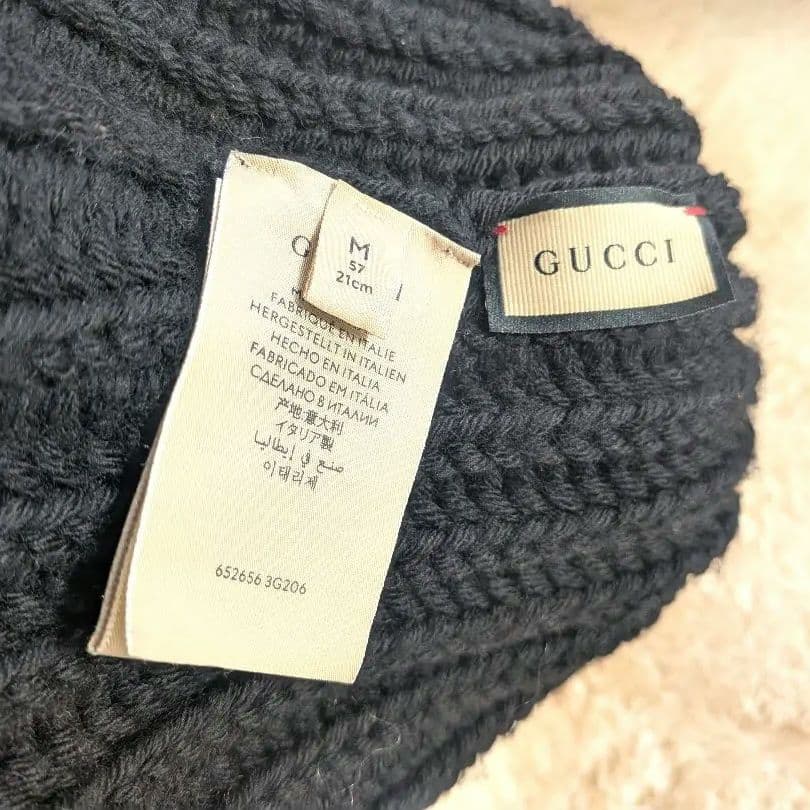 M
57
21cm
FABRIQUE EN ITALIE
HERGESTELLT IN ITALIEN
HECHO EN ITALIA
FABRICADO EM ITÁLIA
СДЕЛАНО В ИТАЛИИ
产地:意大利
イタリア製
صنع في إيطاليا
이태리제
652656 3G206
GUCCI